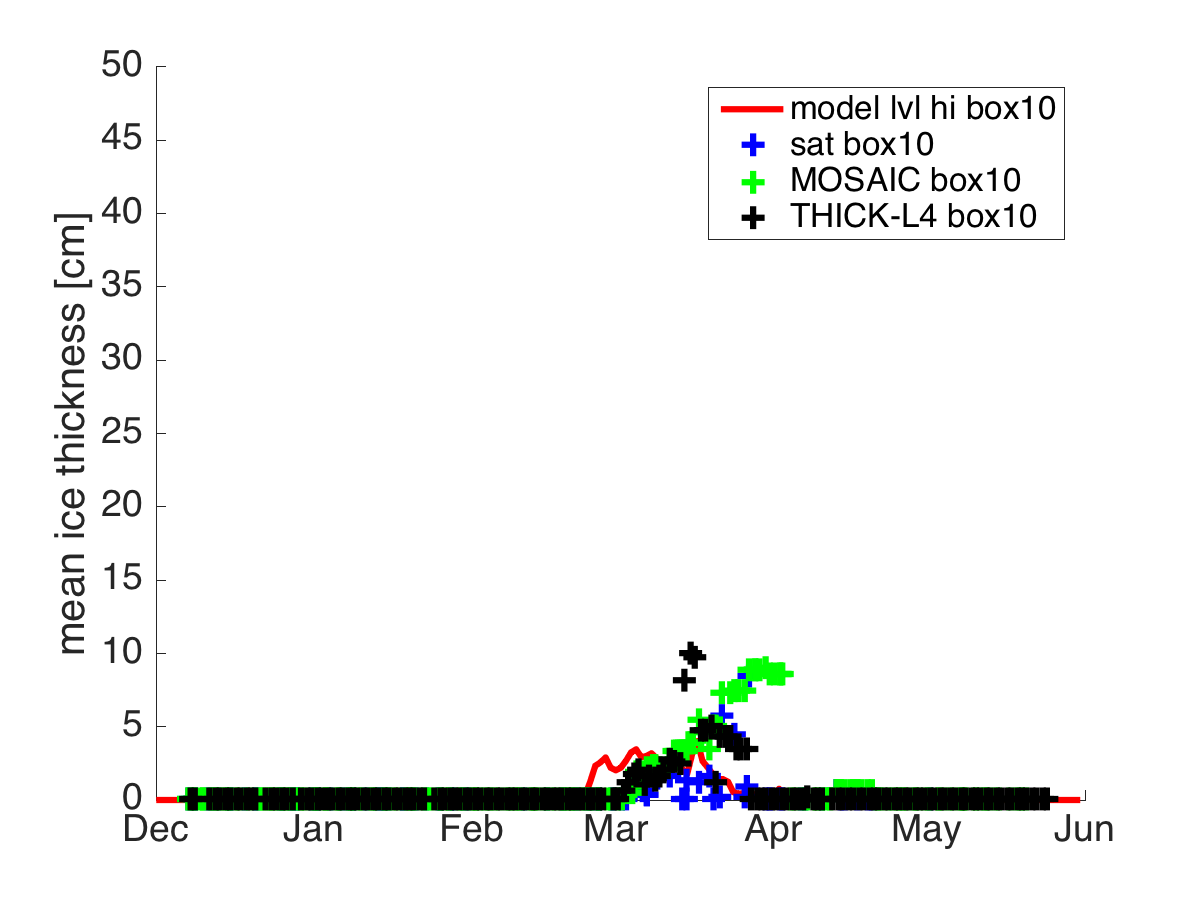 50
45
40
35
30
25
20
15
10
5
0
mean ice thickness [cm]
model lvl hi box10
sat box10
MOSAIC box10
THICK-L4 box10
Dec Jan Feb Mar Apr May Jun